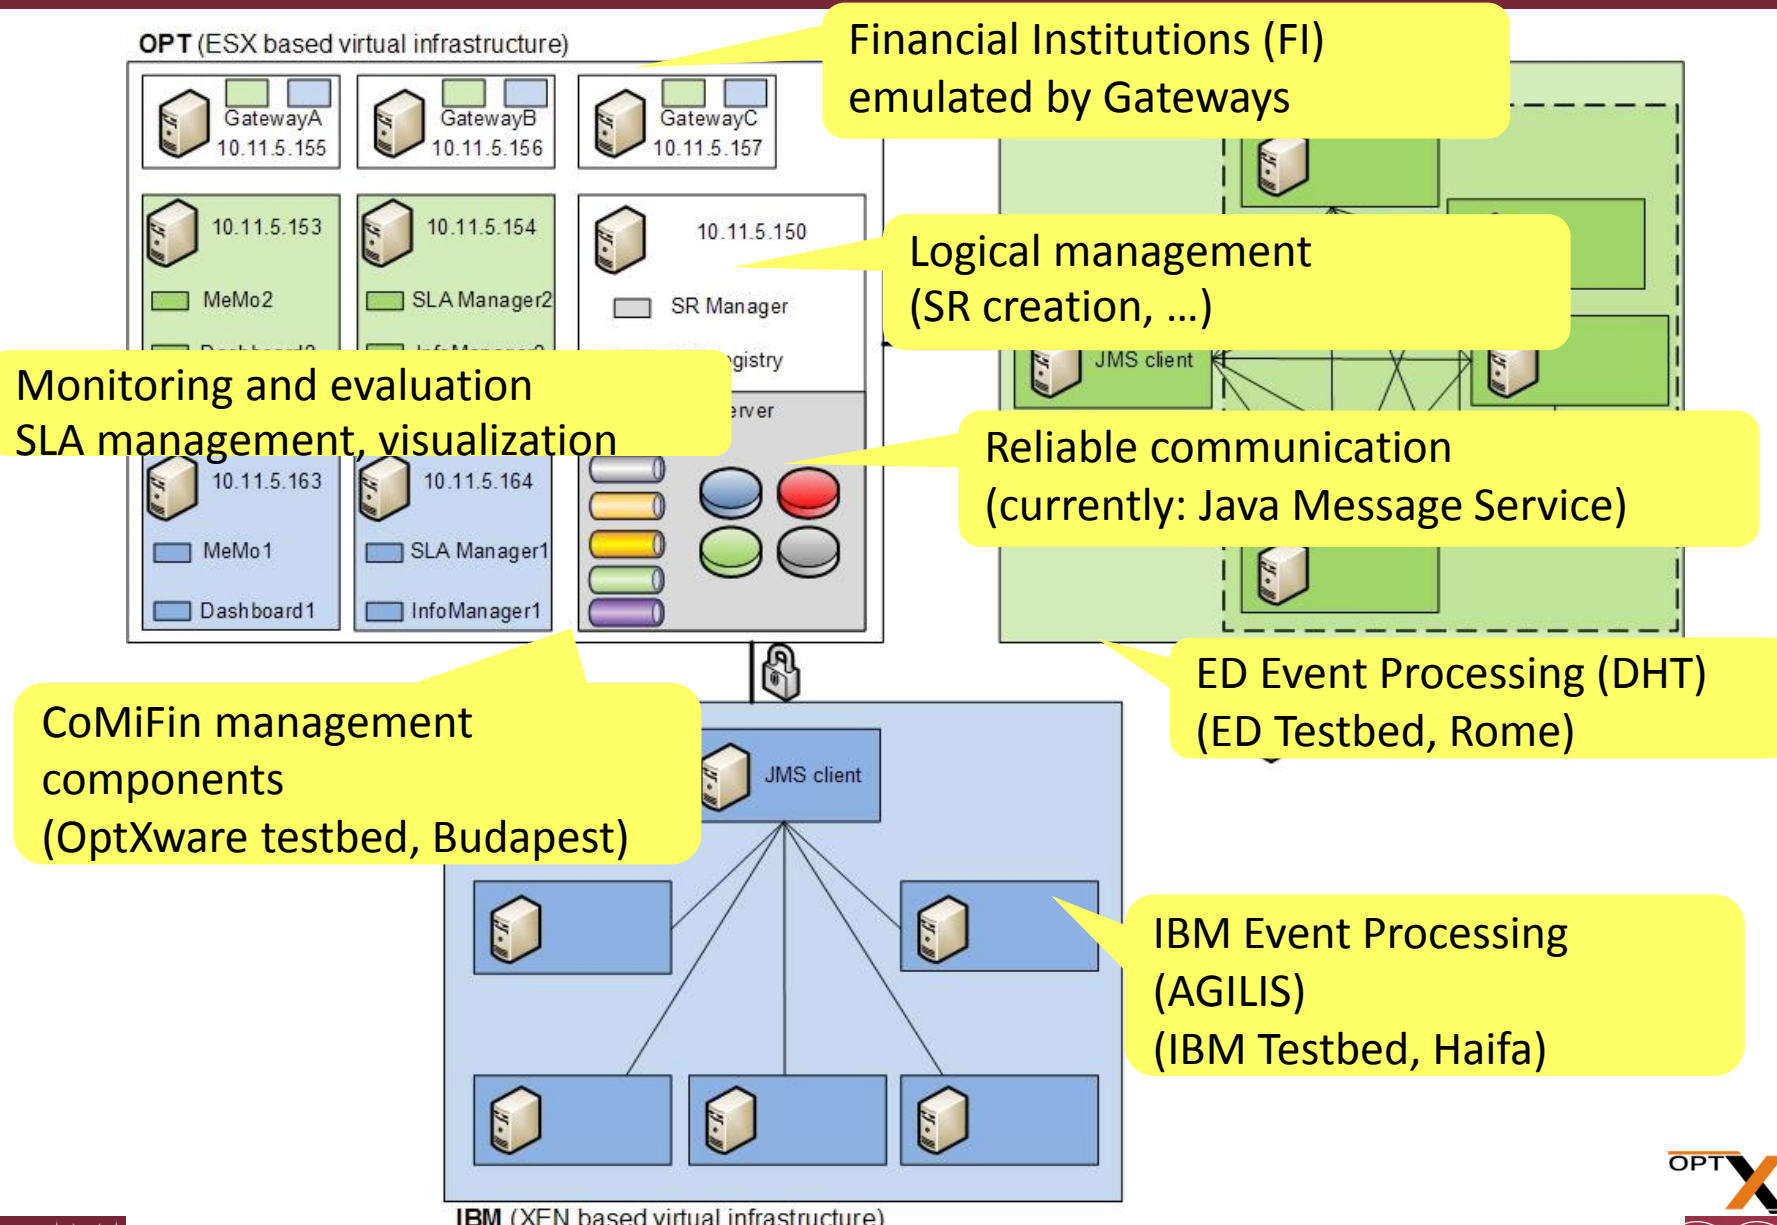 OPT (ESX based virtual infrastructure)
Financial Institutions (FI)
emulated by Gateways
GatewayA
10.11.5.155
GatewayB
10.11.5.156
GatewayC
10.11.5.157
10.11.5.153
MeMo2
10.11.5.154
SLA Manager2
10.11.5.150
SR Manager
gistry
erver
Logical management
(SR creation, ...)
JMS client
Monitoring and evaluation
SLA management, visualization
Reliable communication
(currently: Java Message Service)
10.11.5.163
MeMo1
Dashboard1
10.11.5.164
SLA Manager1
InfoManager1
ED Event Processing (DHT)
(ED Testbed, Rome)
CoMiFin management
components
(OptXware testbed, Budapest)
JMS client
IBM Event Processing
(AGILIS)
(IBM Testbed, Haifa)
IBM (XEN based virtual infrastructure)
OPTX